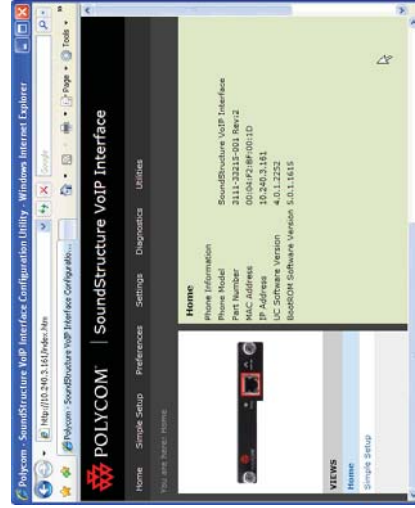 Polycom - SoundStructure VoIP Interface Configuration Utility - Windows Internet Explorer
http://10.240.3.161/index.htm
Google
Polycom - SoundStructure VoIP Interface Configuratio...
Page
Tools
POLYCOM | SoundStructure VoIP Interface
Home Simple Setup Preferences Settings Diagnostics Utilities
You are here: Home
VIEWS
Home
Simple Setup
Home
Phone Information
Phone Model SoundStructure VoIP Interface
Part Number 3111-33215-001 Rev:2
MAC Address 00:04:F2:BF:00:1D
IP Address 10.240.3.161
UC Software Version 4.0.1.2252
BootROM Software Version 5.0.1.1615